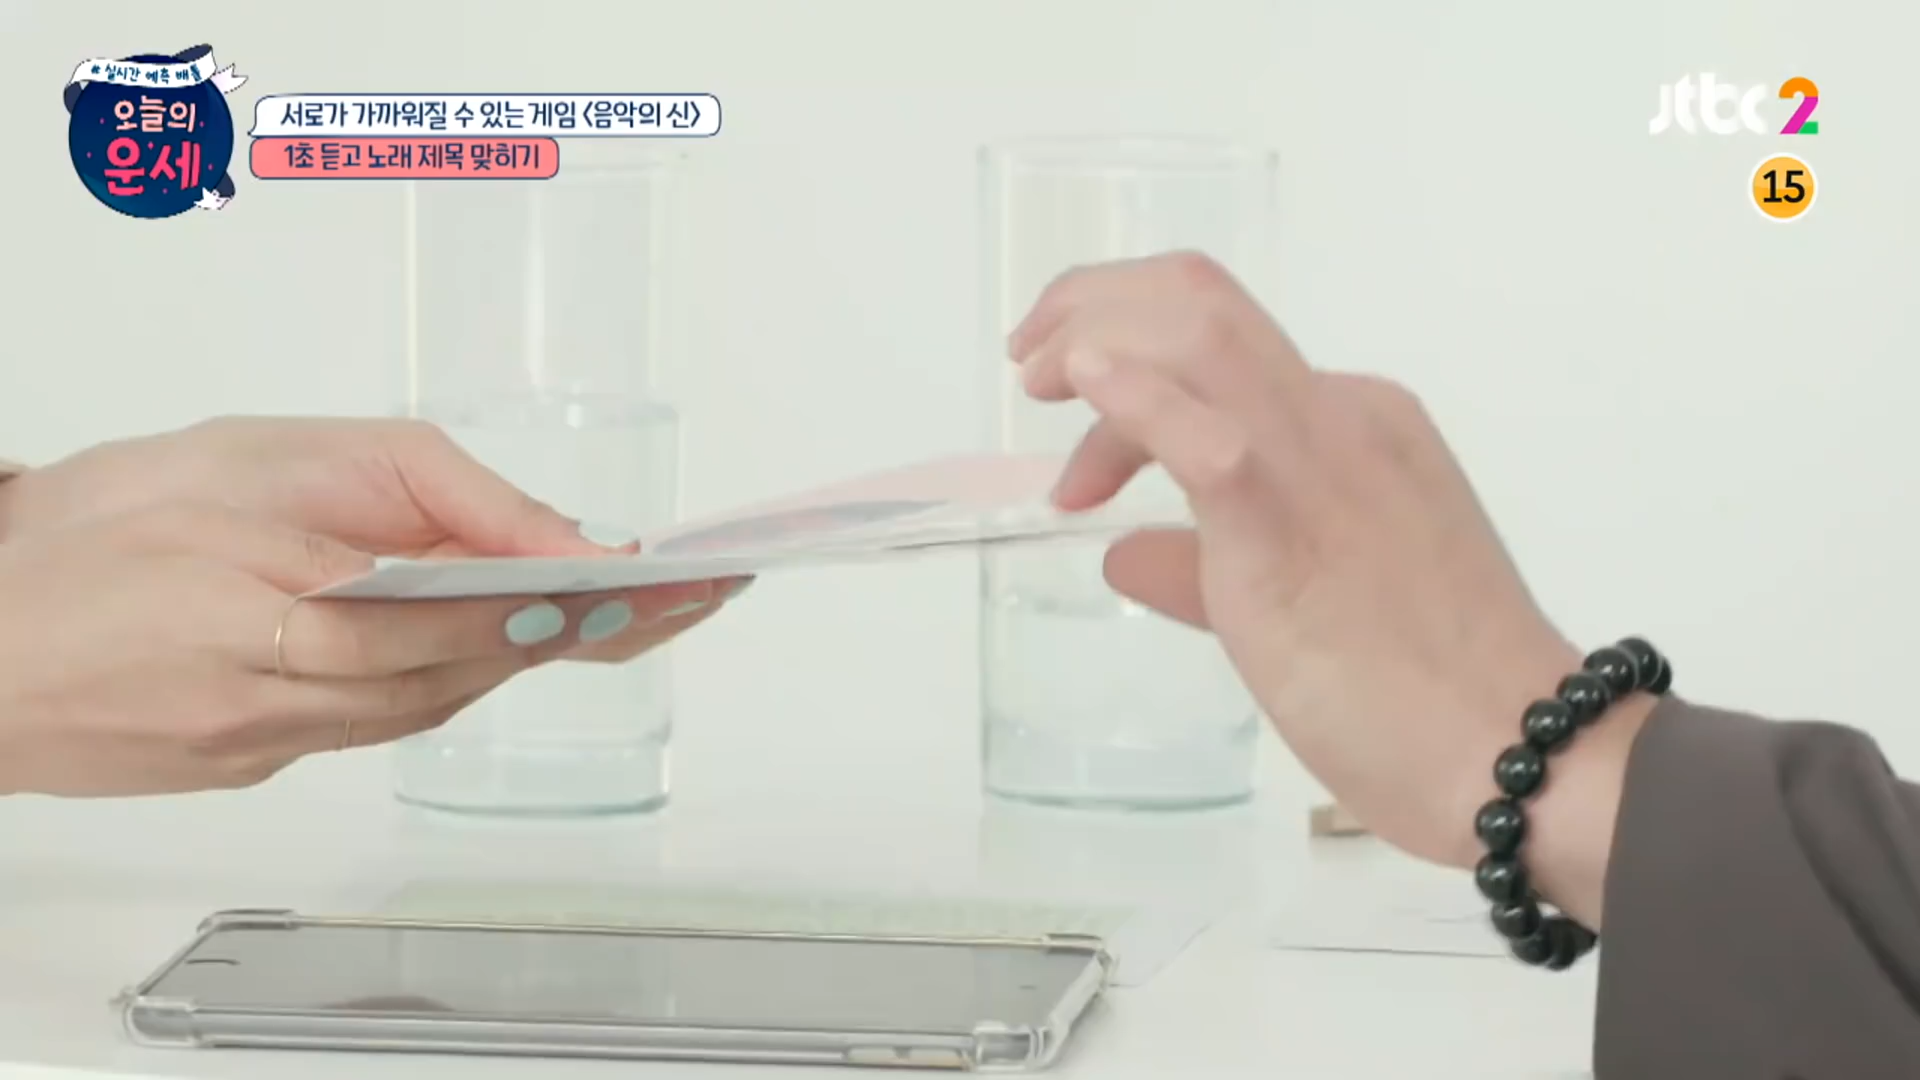 # 실시간 예측 배틀
오늘의
운세
서로가 가까워질 수 있는 게임 <음악의 신>
1초 듣고 노래 제목 맞히기
jtbc 2
15